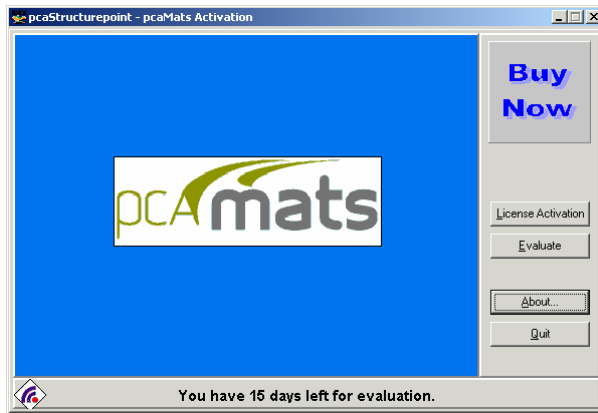 pcaStructurepoint - pcaMats Activation
Buy
Now
pcamats
License Activation
Evaluate
About...
Quit
You have 15 days left for evaluation.